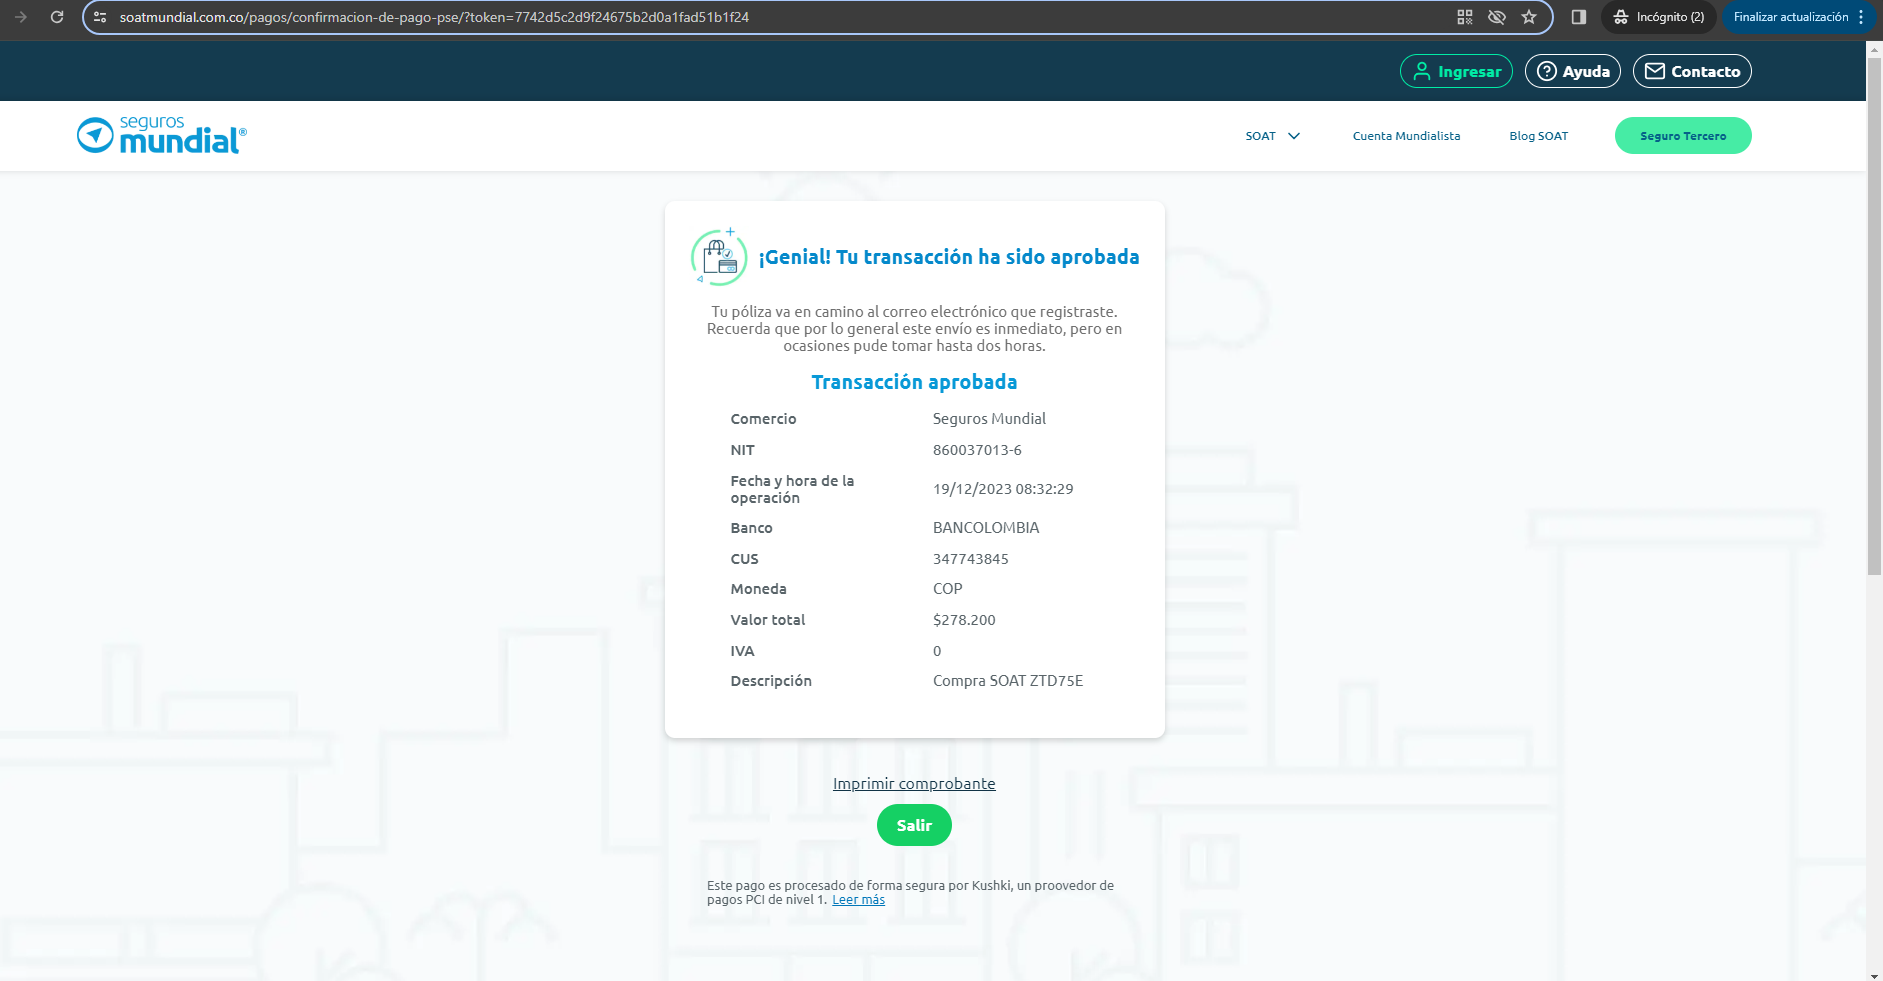 soatmundial.com.co/pagos/confirmacion-de-pago-pse/?token=7742d5c2d9f24675b2d0a1fad51b1f24
Incógnito (2)
Finalizar actualización
Ingresar
Ayuda
Contacto
seguros
mundial®
SOAT
Cuenta Mundialista
Blog SOAT
Seguro Tercero
¡Genial! Tu transacción ha sido aprobada
Tu póliza va en camino al correo electrónico que registraste.
Recuerda que por lo general este envío es inmediato, pero en
ocasiones pude tomar hasta dos horas.
Transacción aprobada
Comercio Seguros Mundial
NIT 860037013-6
Fecha y hora de la
operación 19/12/2023 08:32:29
Banco BANCOLOMBIA
CUS 347743845
Moneda COP
Valor total $278.200
IVA 0
Descripción Compra SOAT ZTD75E
Imprimir comprobante
Salir
Este pago es procesado de forma segura por Kushki, un proovedor de
pagos PCI de nivel 1. Leer más